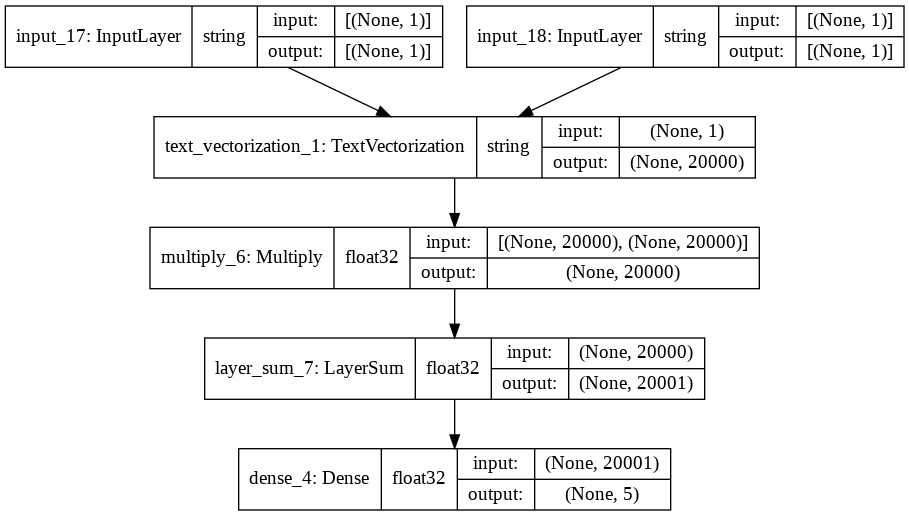 input_17: InputLayer string input: [(None, 1)] output: [(None, 1)]
input_18: InputLayer string input: [(None, 1)] output: [(None, 1)]
text_vectorization_1: TextVectorization string input: (None, 1) output: (None, 20000)
multiply_6: Multiply float32 input: [(None, 20000), (None, 20000)] output: (None, 20000)
layer_sum_7: LayerSum float32 input: (None, 20000) output: (None, 20001)
dense_4: Dense float32 input: (None, 20001) output: (None, 5)